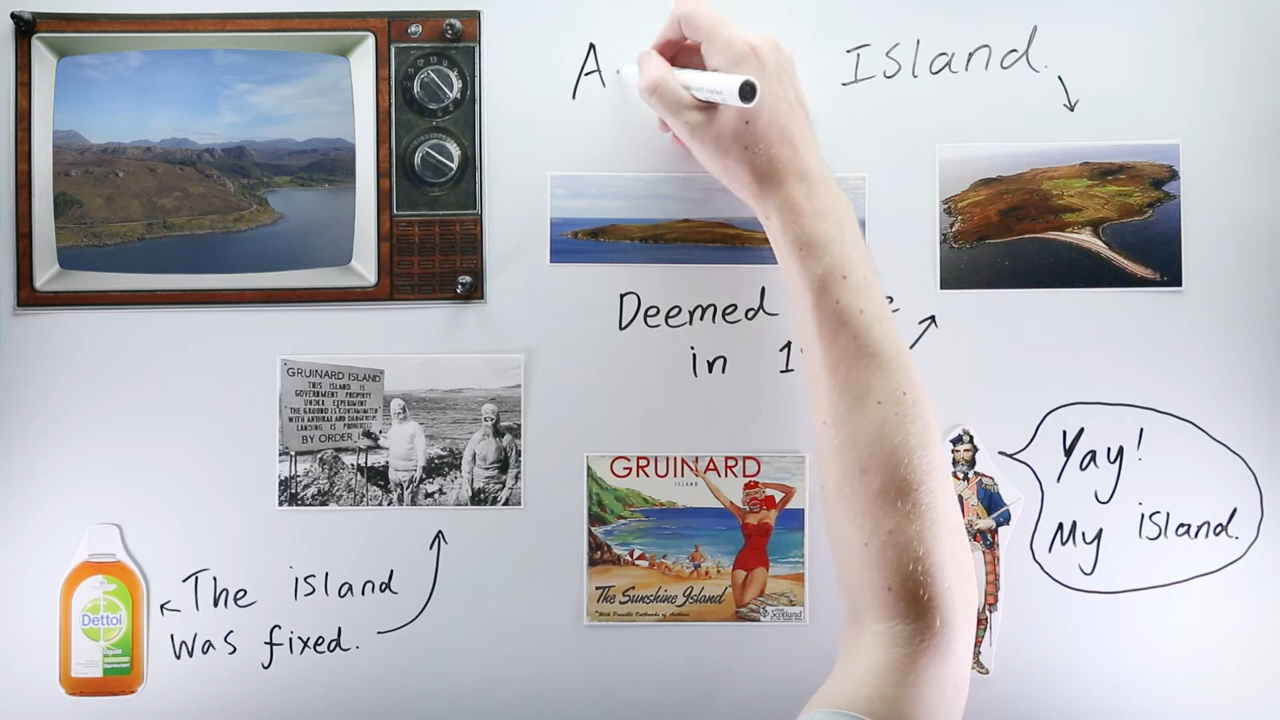 A Island.
Deemed
in 1
GRUINARD ISLAND
THIS ISLAND IS
GOVERNMENT PROPERTY
UNDER EXPERIMENT
THE GROUND IS CONTAMINATED
WITH ANTHRAX AND DANGEROUS
LANDING IS PROHIBITED
BY ORDER
GRUINARD
ISLAND
The Sunshine Island
*With Possible Outbreaks of Anthrax
Scotland
Yay!
My island.
Dettol
Liquid
The island
was fixed.